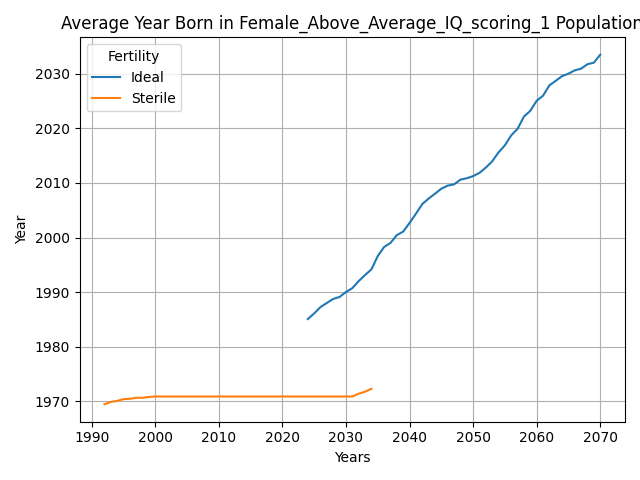 Average Year Born in Female_Above_Average_IQ_scoring_1 Population
Fertility
Ideal
Sterile
Year
2030
2020
2010
2000
1990
1980
1970
1990 2000 2010 2020 2030 2040 2050 2060 2070
Years